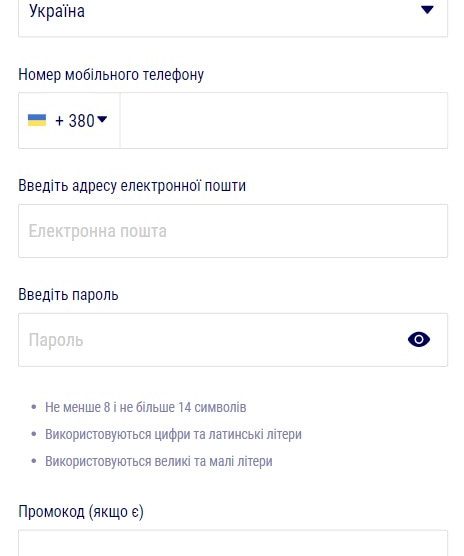 Україна
Номер мобільного телефону
+ 380
Введіть адресу електронної пошти
Електронна пошта
Введіть пароль
Пароль
• Не менше 8 і не більше 14 символів
• Використовуються цифри та латинські літери
• Використовуються великі та малі літери
Промокод (якщо є)